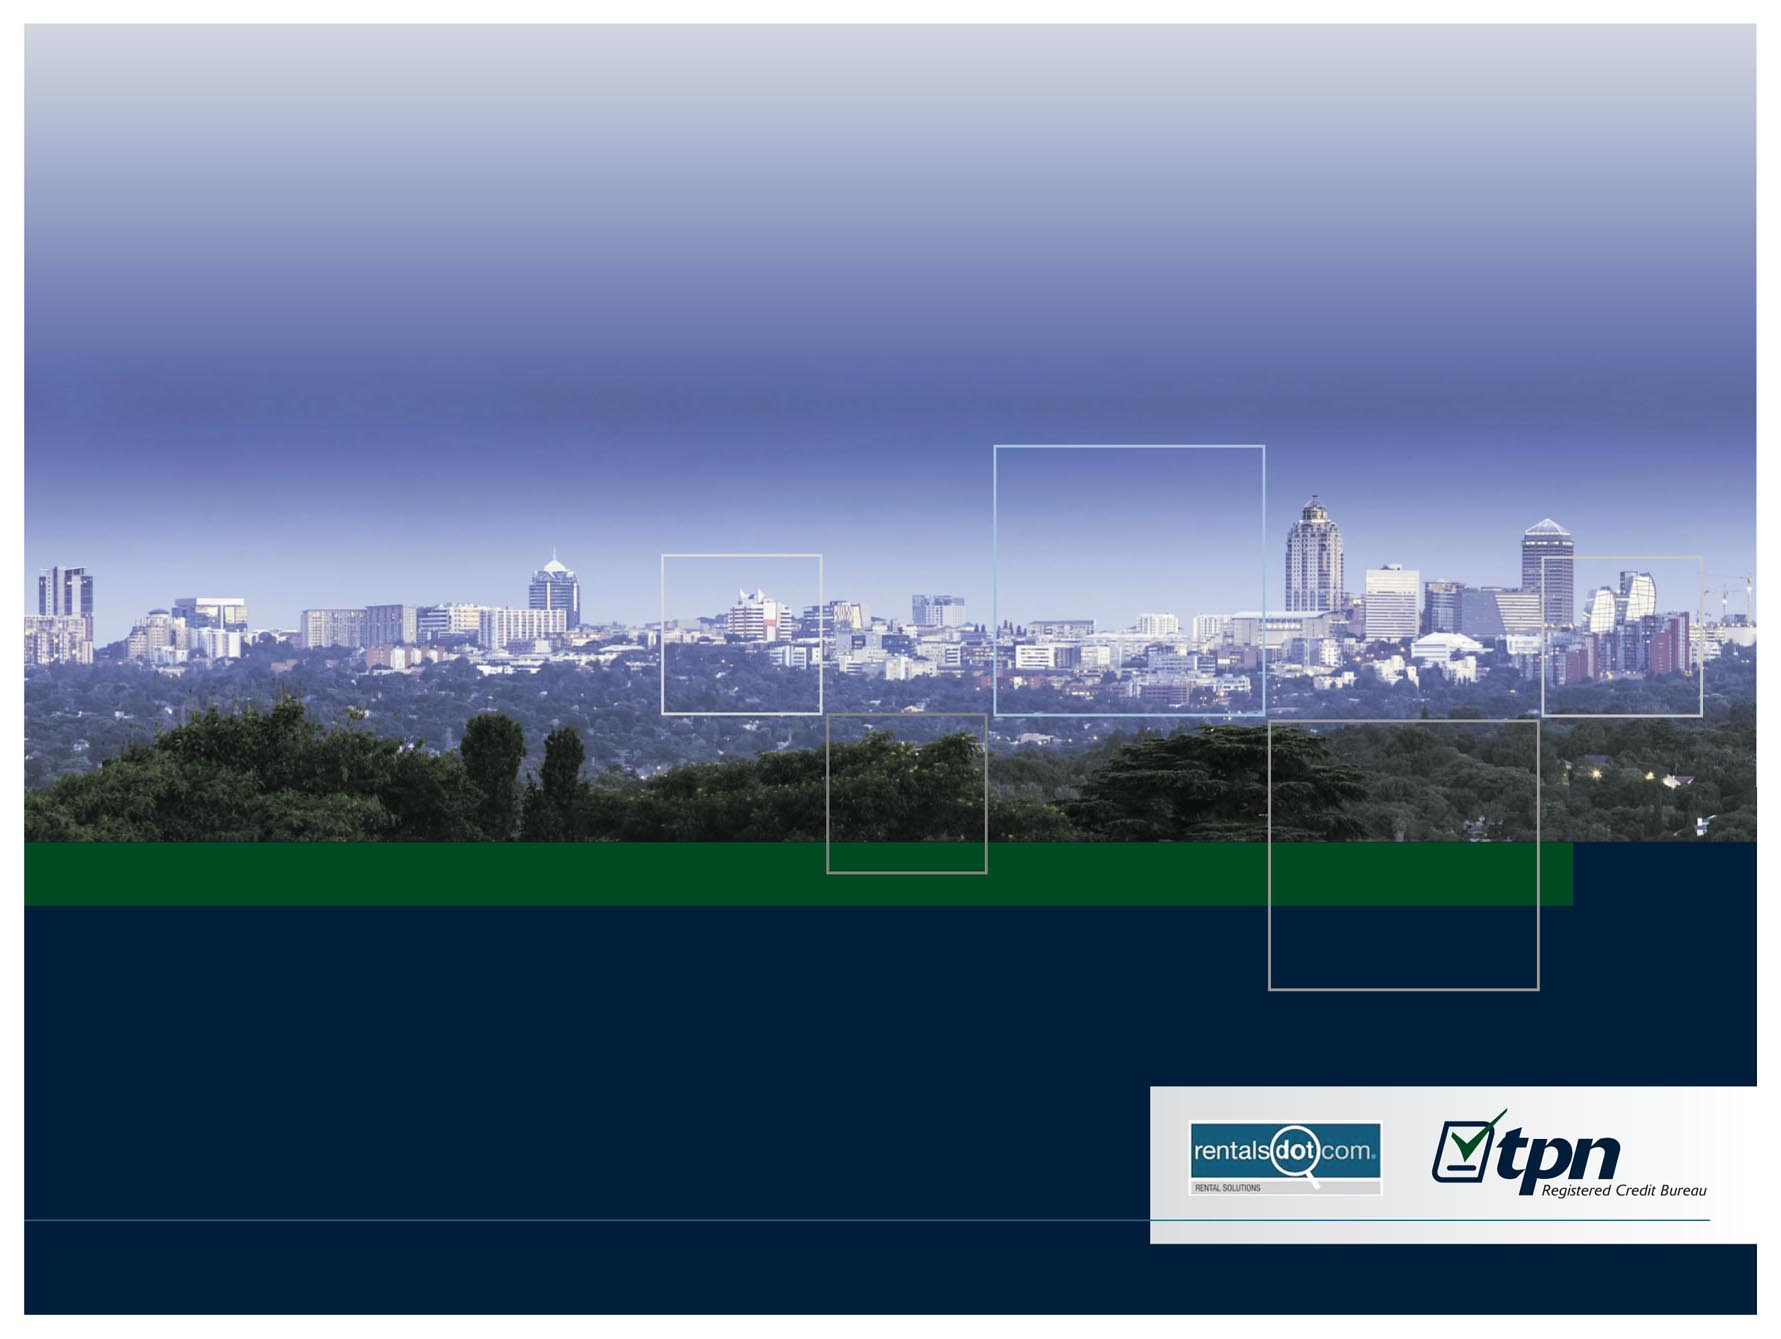 rentalsdotcom.
RENTAL SOLUTIONS
tpn
Registered Credit Bureau